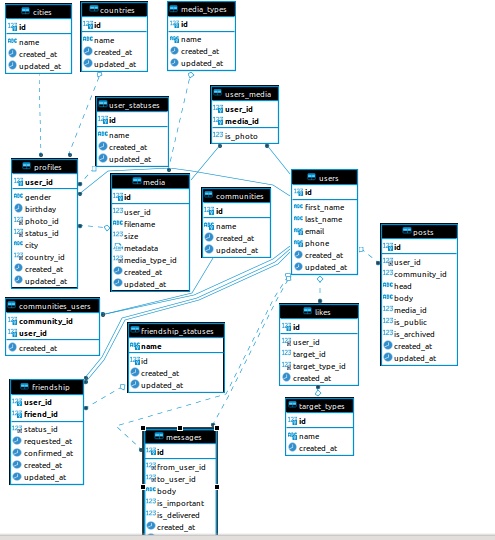 cities
id
name
created_at
updated_at
countries
id
name
created_at
updated_at
media_types
id
name
created_at
updated_at
user_statuses
id
name
created_at
updated_at
users_media
user_id
media_id
is_photo
profiles
user_id
gender
birthday
photo_id
status_id
city
country_id
created_at
updated_at
media
id
user_id
filename
size
metadata
media_type_id
created_at
updated_at
communities
id
name
created_at
updated_at
users
id
first_name
last_name
email
phone
created_at
updated_at
posts
id
user_id
community_id
head
body
media_id
is_public
is_archived
created_at
updated_at
communities_users
community_id
user_id
created_at
friendship_statuses
name
id
created_at
updated_at
likes
id
user_id
target_id
target_type_id
created_at
friendship
user_id
friend_id
status_id
requested_at
confirmed_at
created_at
updated_at
target_types
id
name
created_at
messages
id
from_user_id
to_user_id
body
is_important
is_delivered
created_at